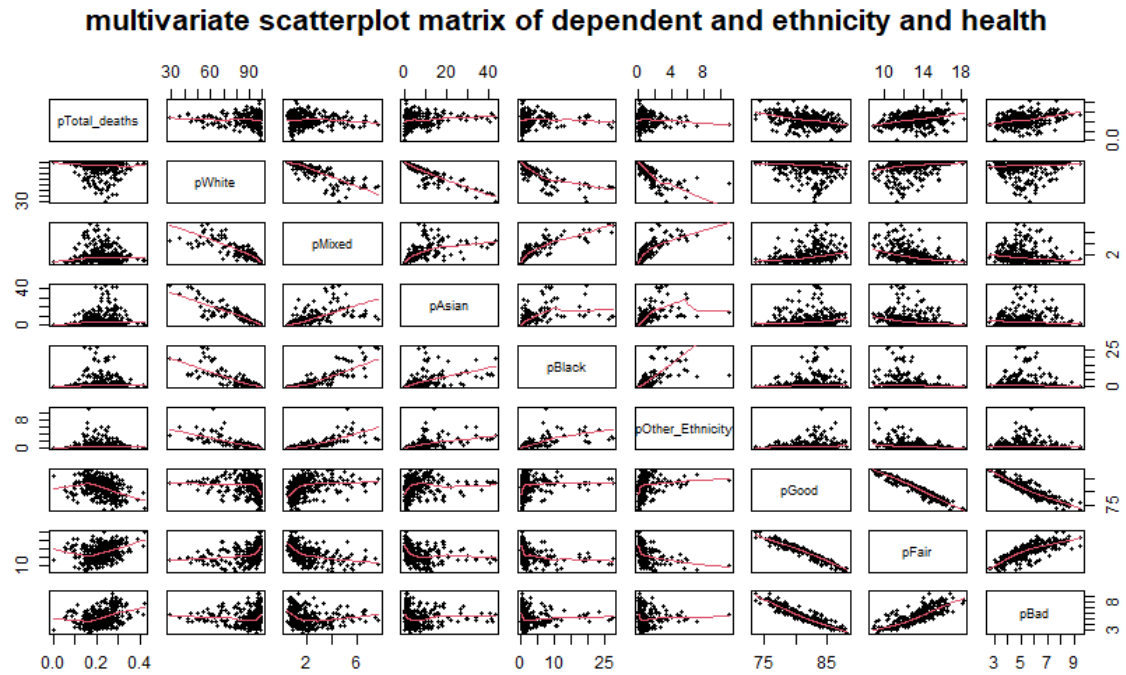 multivariate scatterplot matrix of dependent and ethnicity and health
30 60 90 0 20 40 0 4 8 10 14 18
pTotal_deaths 0.0
30 pWhite
pMixed 2
0 40 pAsian
pBlack 0 25
0 8 pOther_Ethnicity
pGood 75
10 pFair
pBad 3 8
0.0 0.2 0.4 2 6 0 10 25 75 85 3 5 7 9